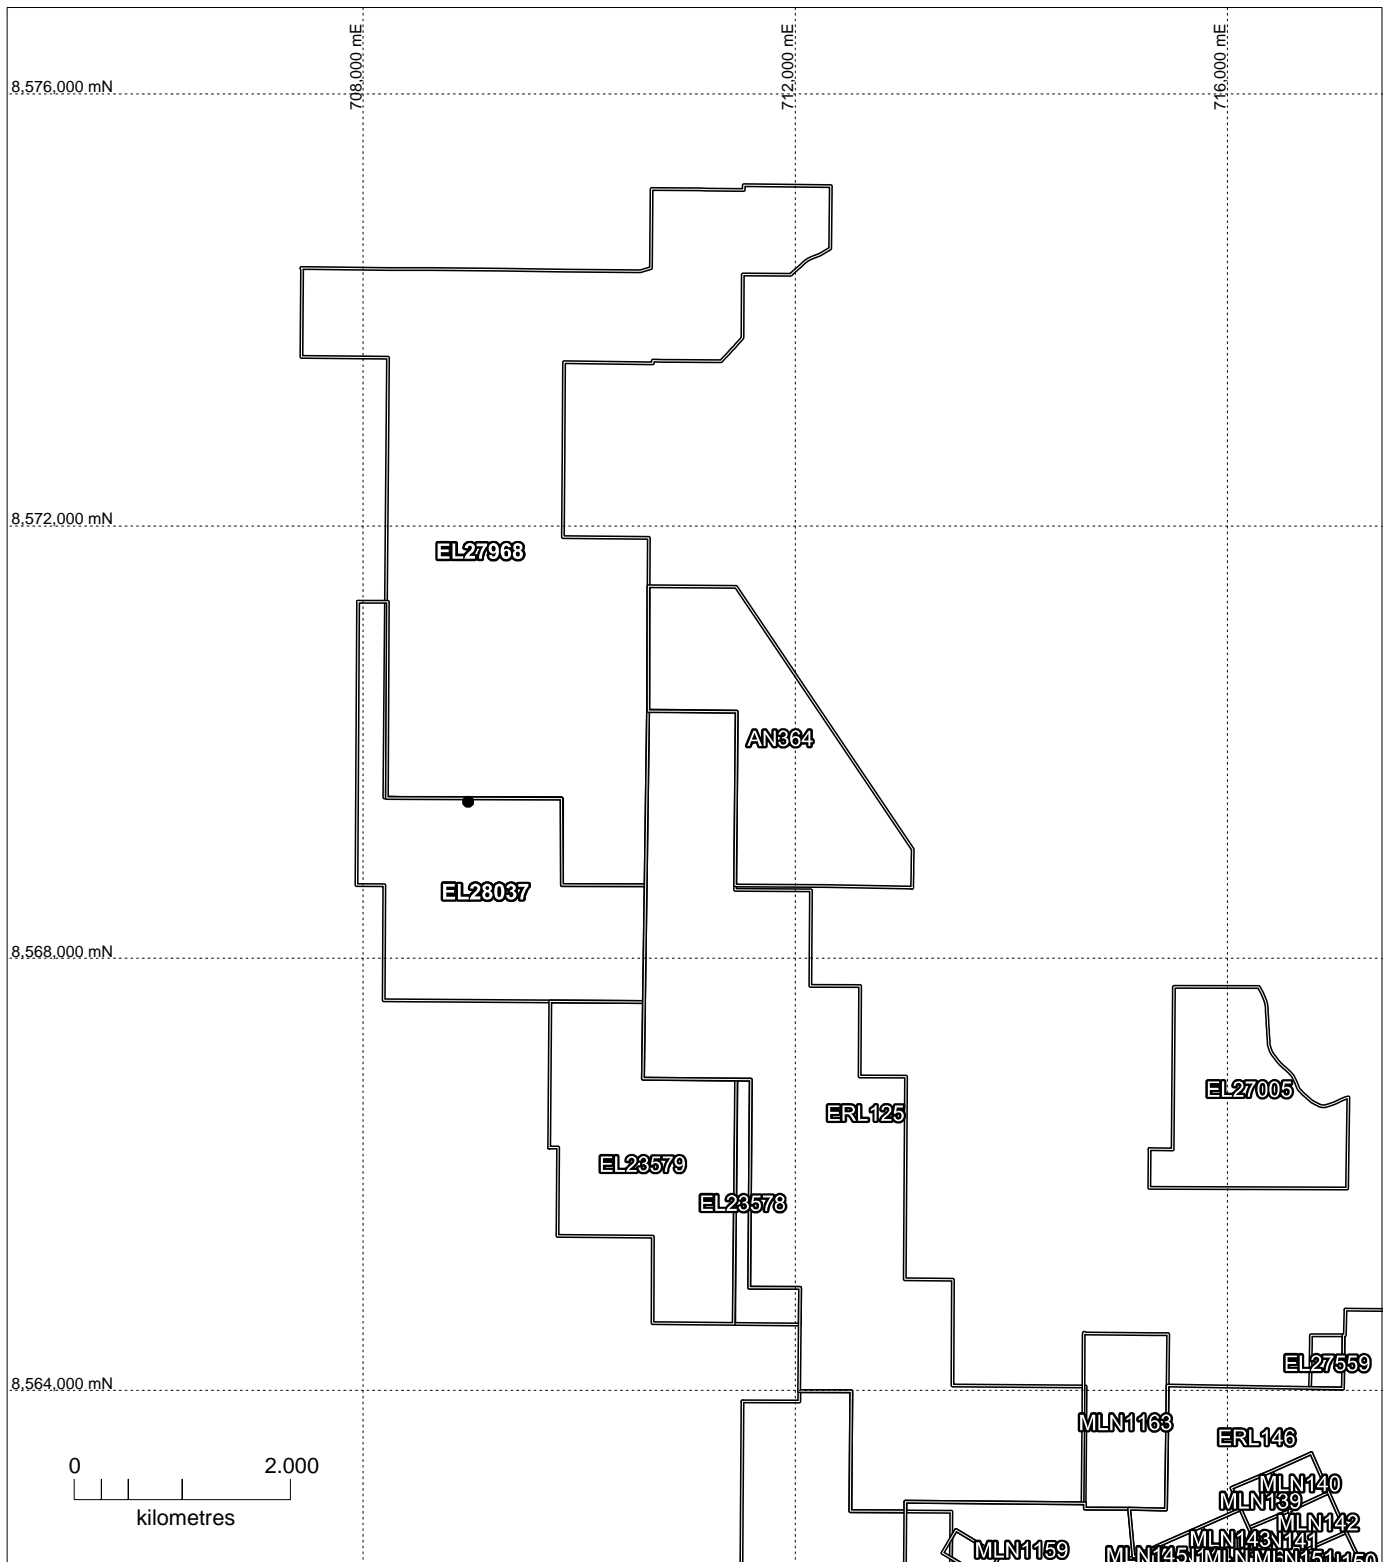 708,000 mE
712,000 mE
716,000 mE
8,576,000 mN
8,572,000 mN
EL27968
AN364
EL28037
8,568,000 mN
EL27005
ERL125
EL23579
EL23578
EL27559
8,564,000 mN
MLN1163
ERL146
0 2.000
kilometres
MLN140
MLN139
MLN142
MLN143
MLN1159
MLN145